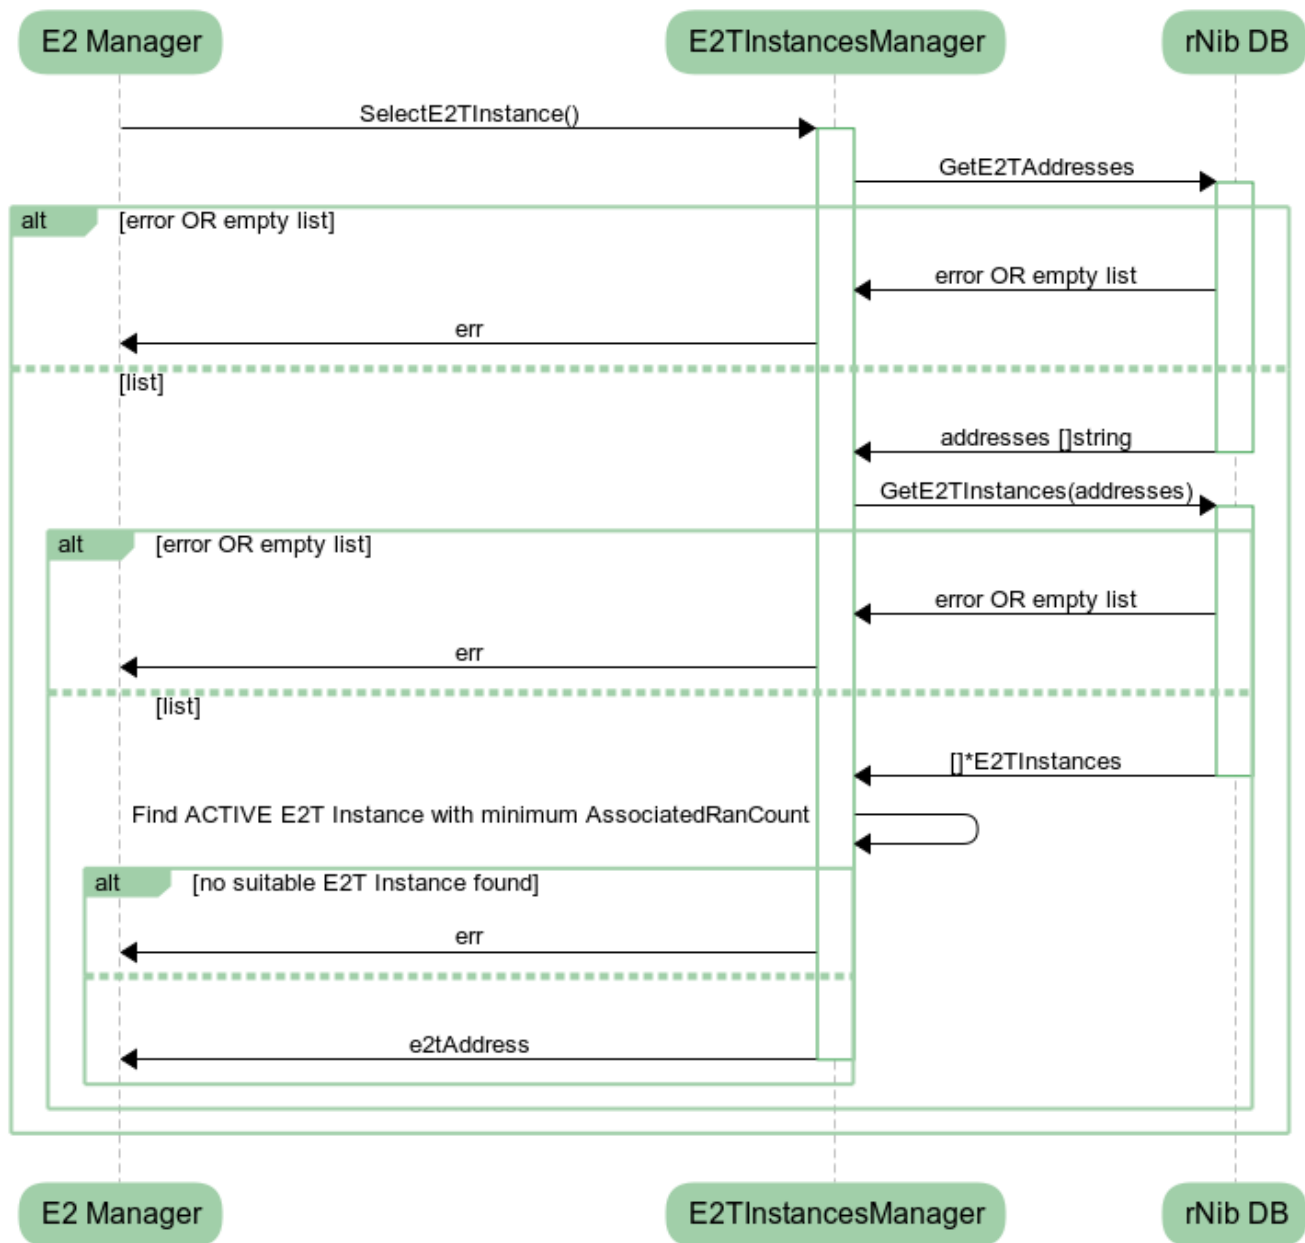 E2 Manager
E2TInstancesManager
rNib DB
SelectE2TInstance()
GetE2TAddresses
alt
[error OR empty list]
error OR empty list
err
[list]
addresses []string
GetE2TInstances(addresses)
alt
[error OR empty list]
error OR empty list
err
[list]
[]*E2TInstances
Find ACTIVE E2T Instance with minimum AssociatedRanCount
alt
[no suitable E2T Instance found]
err
e2tAddress
E2 Manager
E2TInstancesManager
rNib DB